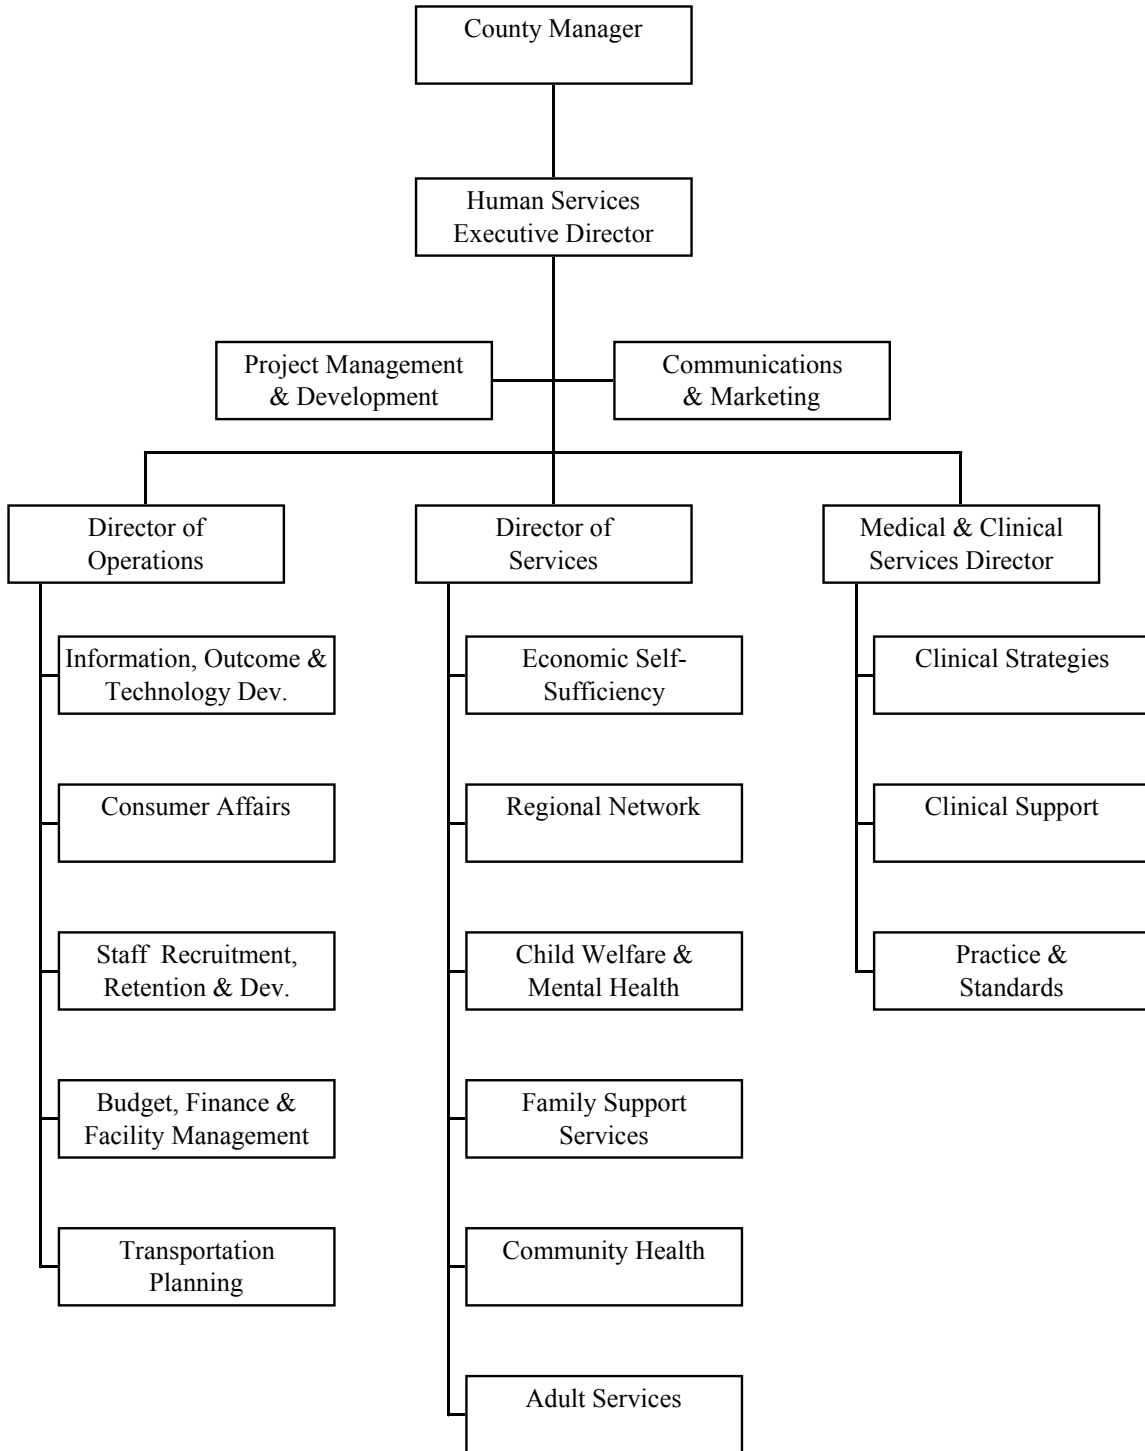 County Manager
Human Services
Executive Director
Project Management
& Development
Communications
& Marketing
Director of
Operations
Director of
Services
Medical & Clinical
Services Director
Information, Outcome &
Technology Dev.
Economic Self-
Sufficiency
Clinical Strategies
Consumer Affairs
Regional Network
Clinical Support
Staff  Recruitment,
Retention & Dev.
Child Welfare &
Mental Health
Practice &
Standards
Budget, Finance &
Facility Management
Family Support
Services
Transportation
Planning
Community Health
Adult Services